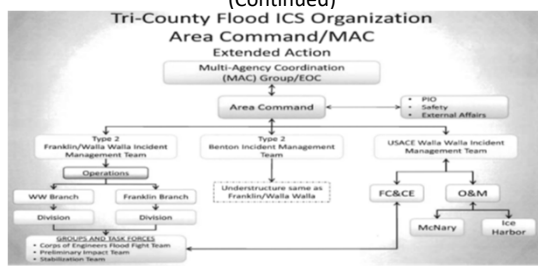 (Continued)
Tri-County Flood ICS Organization
Area Command/MAC
Extended Action
Multi-Agency Coordination
(MAC) Group/EOC
Area Command
• PIO
• Safety
• External Affairs
Type 2
Franklin/Walla Walla Incident
Management Team
Type 2
Benton Incident Management
Team
USACE Walla Walla Incident
Management Team
Operations
Understructure same as
Franklin/Walla Walla
WW Branch
Franklin Branch
FC&CE
O&M
Division
Division
McNary
Ice
Harbor
GROUPS AND TASK FORCES
• Corps of Engineers Flood Fight Team
• Preliminary Impact Team
• Stabilization Team